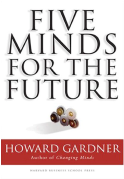 FIVE
MINDS FOR
THE FUTURE
HOWARD GARDNER
Author of Changing Minds
HARVARD BUSINESS SCHOOL PRESS